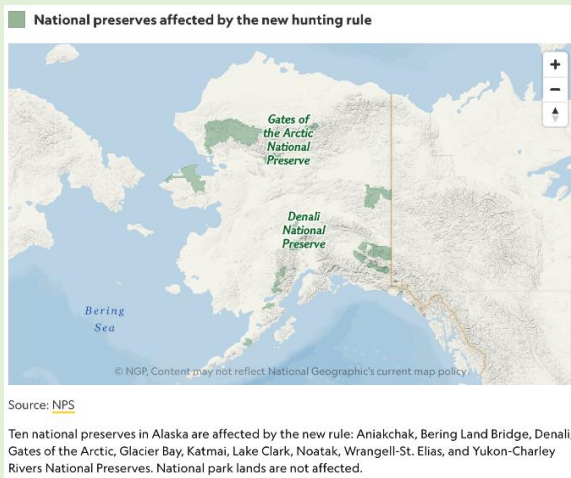 National preserves affected by the new hunting rule
Gates of
the Arctic
National
Preserve
Denali
National
Preserve
Bering
Sea
© NGP, Content may not reflect National Geographic's current map policy.
Source: NPS
Ten national preserves in Alaska are affected by the new rule: Aniakchak, Bering Land Bridge, Denali,
Gates of the Arctic, Glacier Bay, Katmai, Lake Clark, Noatak, Wrangell-St. Elias, and Yukon-Charley
Rivers National Preserves. National park lands are not affected.